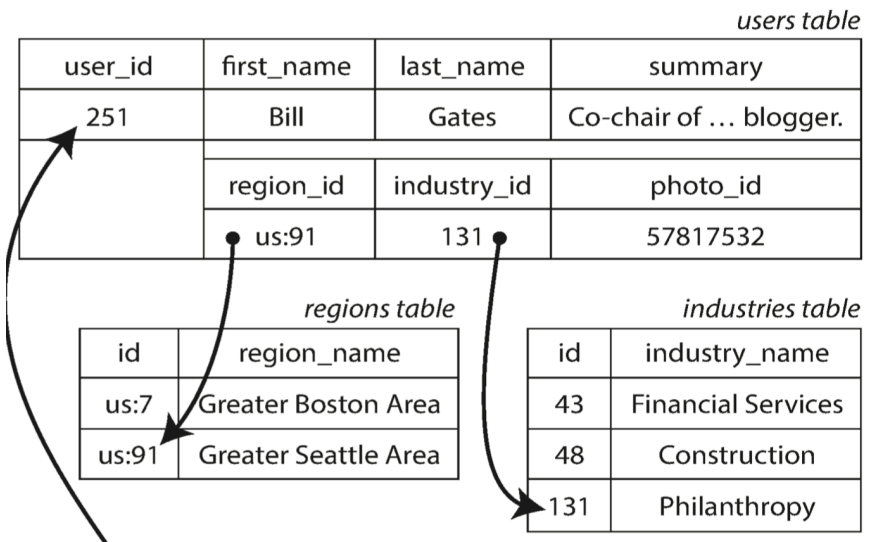 users table
user_id first_name last_name summary
251 Bill Gates Co-chair of … blogger.
region_id industry_id photo_id
us:91 131 57817532
regions table
id region_name
us:7 Greater Boston Area
us:91 Greater Seattle Area
industries table
id industry_name
43 Financial Services
48 Construction
131 Philanthropy